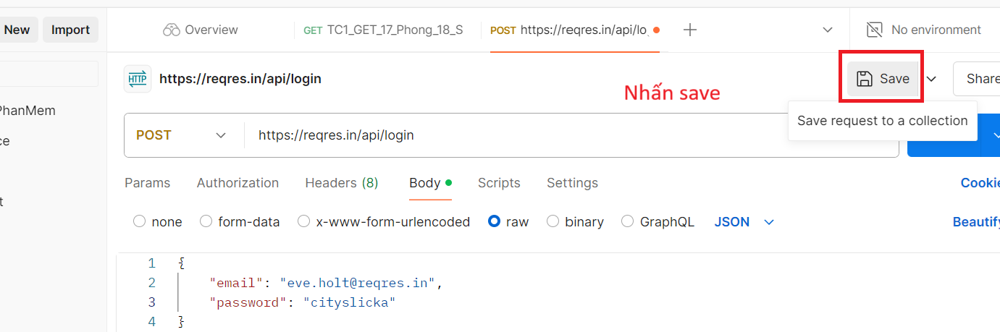 New
Import
Overview
GET TC1_GET_17_Phong_18_S
POST https://reqres.in/api/lo
No environment
HTTP
https://reqres.in/api/login
Nhấn save
Save
Share
PhanMem
Save request to a collection
POST
https://reqres.in/api/login
ce
Params
Authorization
Headers (8)
Body
Scripts
Settings
Cookie
t
none
form-data
x-www-form-urlencoded
raw
binary
GraphQL
JSON
Beautify
1 {
2 "email": "eve.holt@reqres.in",
3 "password": "cityslicka"
4 }